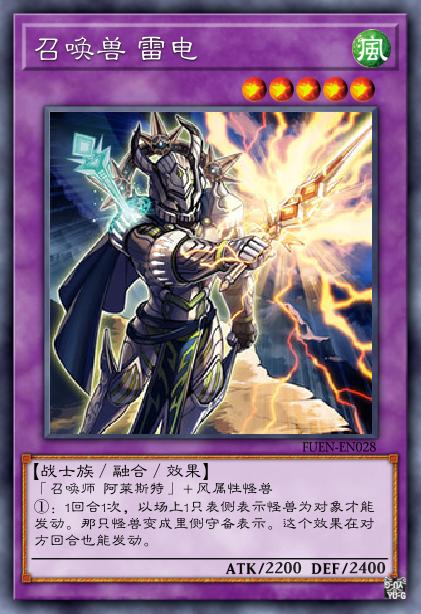 召唤兽 雷电
風
FUEN-EN028
【战士族／融合／效果】
「召唤师 阿莱斯特」＋风属性怪兽
①：1回合1次，以场上1只表侧表示怪兽为对象才能
发动。那只怪兽变成里侧守备表示。这个效果在对
方回合也能发动。
ATK/2200 DEF/2400